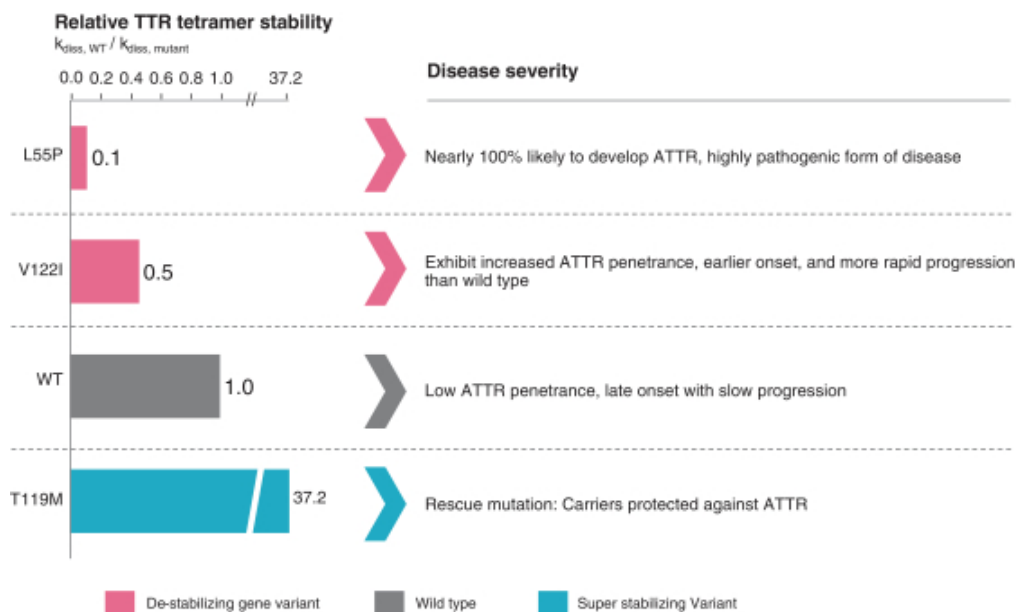 Relative TTR tetramer stability
k diss, WT / k diss, mutant
0.0 0.2 0.4 0.6 0.8 1.0 // 37.2
Disease severity
L55P
0.1
Nearly 100% likely to develop ATTR, highly pathogenic form of disease
V122I
0.5
Exhibit increased ATTR penetrance, earlier onset, and more rapid progression
than wild type
WT
1.0
Low ATTR penetrance, late onset with slow progression
T119M
37.2
Rescue mutation: Carriers protected against ATTR
De-stabilizing gene variant
Wild type
Super stabilizing Variant